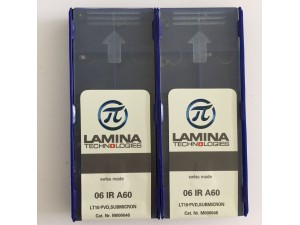 π
LAMINA
TECHNOLOGIES
swiss made
06 IR A60
LT10-PVD,SUBMICRON
π
LAMINA
TECHNOLOGIES
swiss made
06 IR A60
LT10-PVD,SUBMICRON